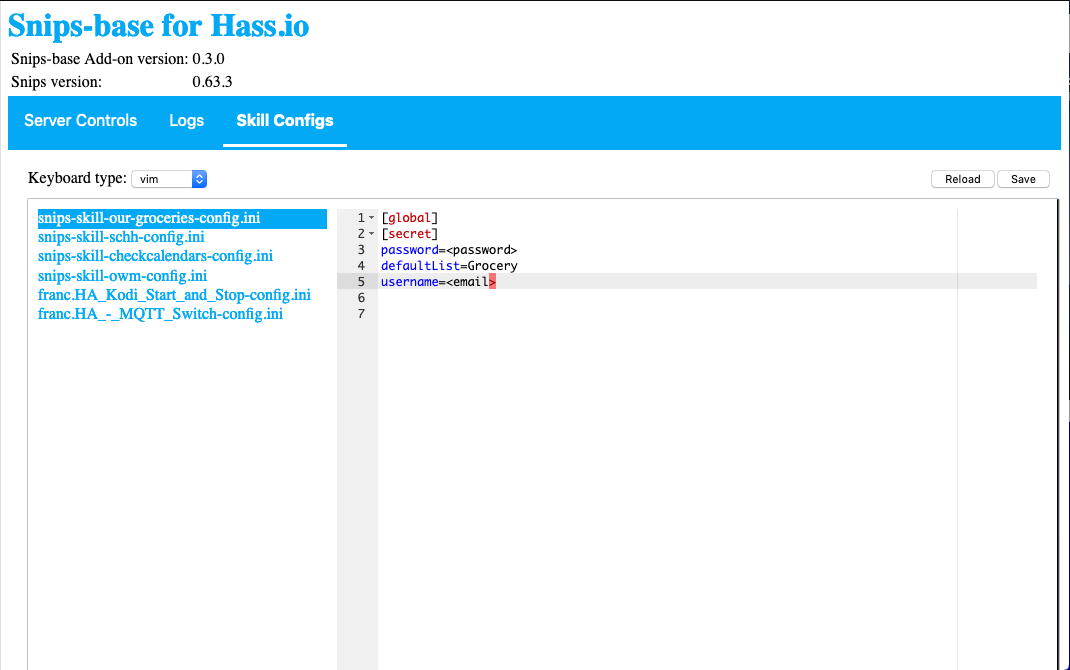 Snips-base for Hass.io
Snips-base Add-on version: 0.3.0
Snips version: 0.63.3
Server Controls Logs Skill Configs
Keyboard type: vim Reload Save
snips-skill-our-groceries-config.ini
snips-skill-schh-config.ini
snips-skill-checkcalendars-config.ini
snips-skill-owm-config.ini
franc.HA_Kodi_Start_and_Stop-config.ini
franc.HA_-_MQTT_Switch-config.ini
1 [global]
2 [secret]
3 password=<password>
4 defaultList=Grocery
5 username=<email>
6
7